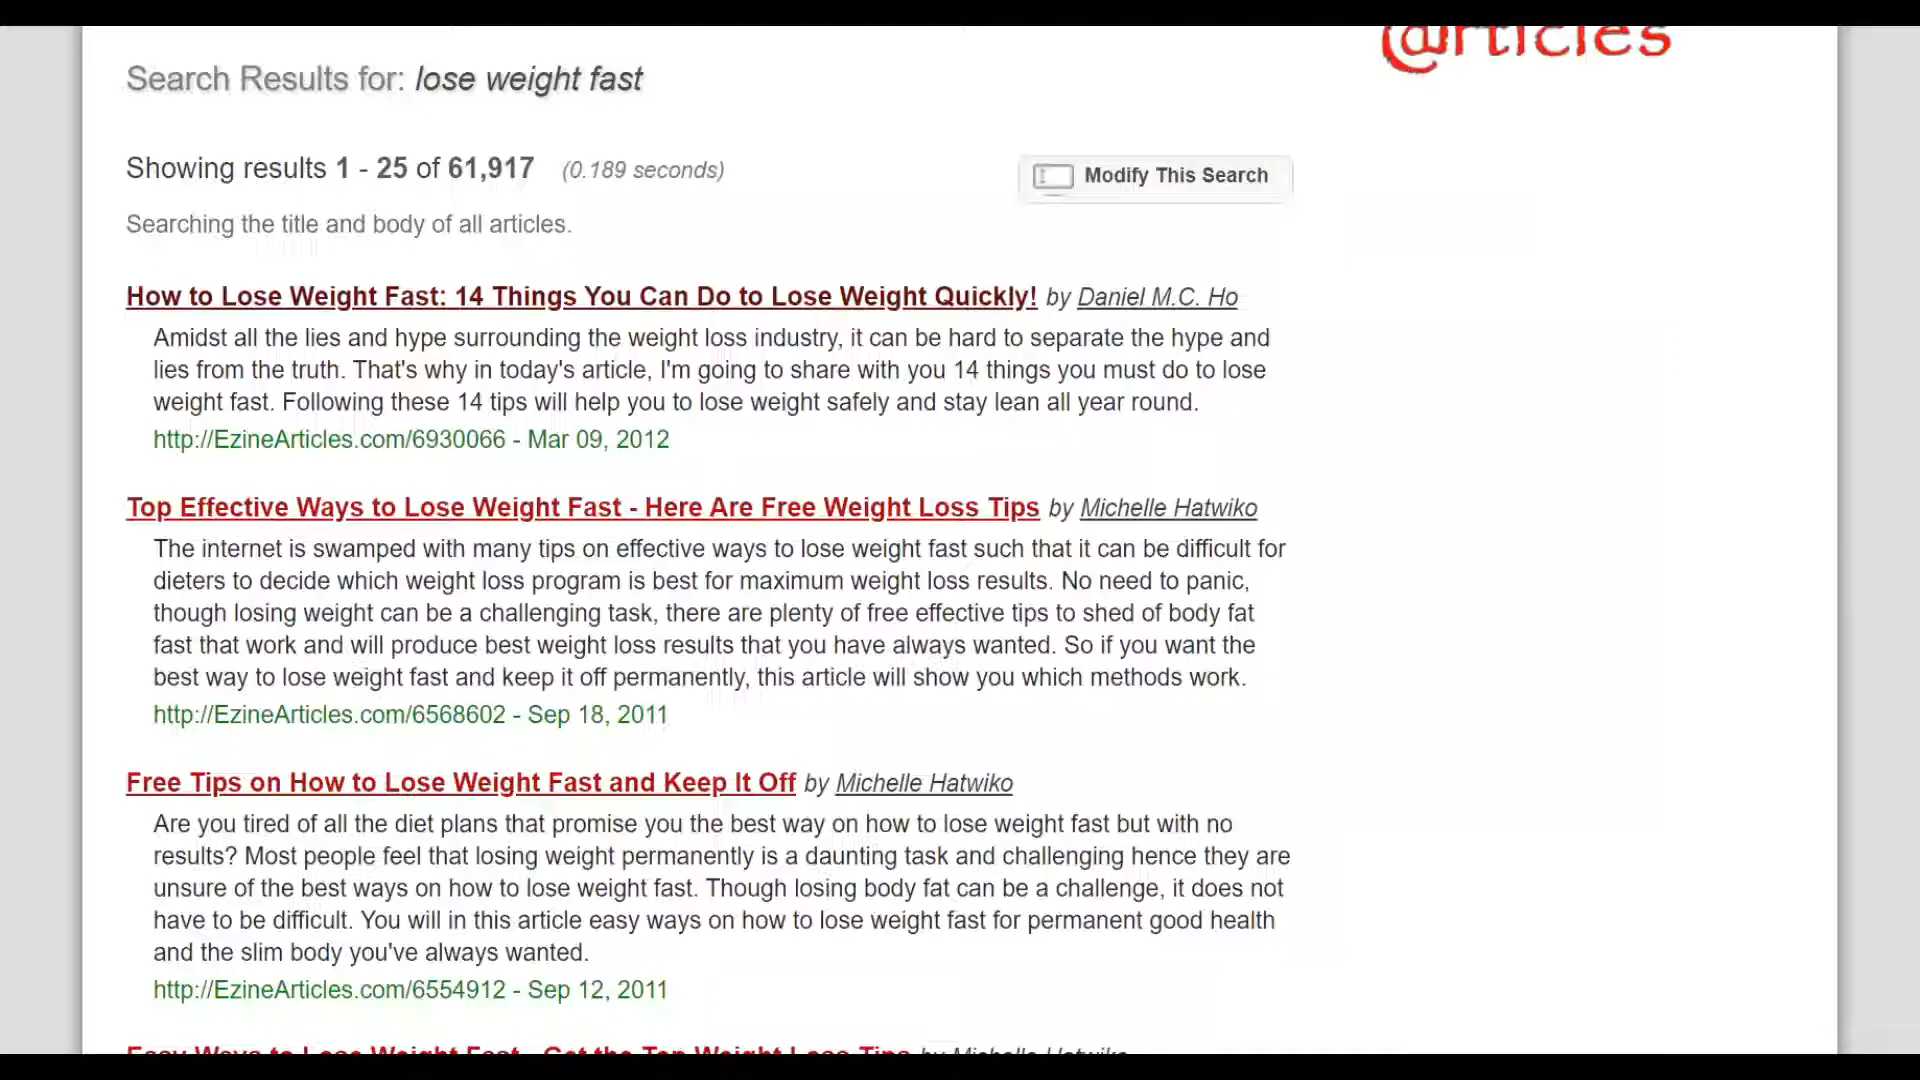 @rticles
Search Results for: lose weight fast
Showing results 1 - 25 of 61,917 (0.189 seconds)
Modify This Search
Searching the title and body of all articles.
How to Lose Weight Fast: 14 Things You Can Do to Lose Weight Quickly! by Daniel M.C. Ho
Amidst all the lies and hype surrounding the weight loss industry, it can be hard to separate the hype and
lies from the truth. That's why in today's article, I'm going to share with you 14 things you must do to lose
weight fast. Following these 14 tips will help you to lose weight safely and stay lean all year round.
http://EzineArticles.com/6930066 - Mar 09, 2012
Top Effective Ways to Lose Weight Fast - Here Are Free Weight Loss Tips by Michelle Hatwiko
The internet is swamped with many tips on effective ways to lose weight fast such that it can be difficult for
dieters to decide which weight loss program is best for maximum weight loss results. No need to panic,
though losing weight can be a challenging task, there are plenty of free effective tips to shed of body fat
fast that work and will produce best weight loss results that you have always wanted. So if you want the
best way to lose weight fast and keep it off permanently, this article will show you which methods work.
http://EzineArticles.com/6568602 - Sep 18, 2011
Free Tips on How to Lose Weight Fast and Keep It Off by Michelle Hatwiko
Are you tired of all the diet plans that promise you the best way on how to lose weight fast but with no
results? Most people feel that losing weight permanently is a daunting task and challenging hence they are
unsure of the best ways on how to lose weight fast. Though losing body fat can be a challenge, it does not
have to be difficult. You will in this article easy ways on how to lose weight fast for permanent good health
and the slim body you've always wanted.
http://EzineArticles.com/6554912 - Sep 12, 2011
Easy Ways to Lose Weight Fast - Get the Top Weight Loss Tips by Michelle Hatwiko